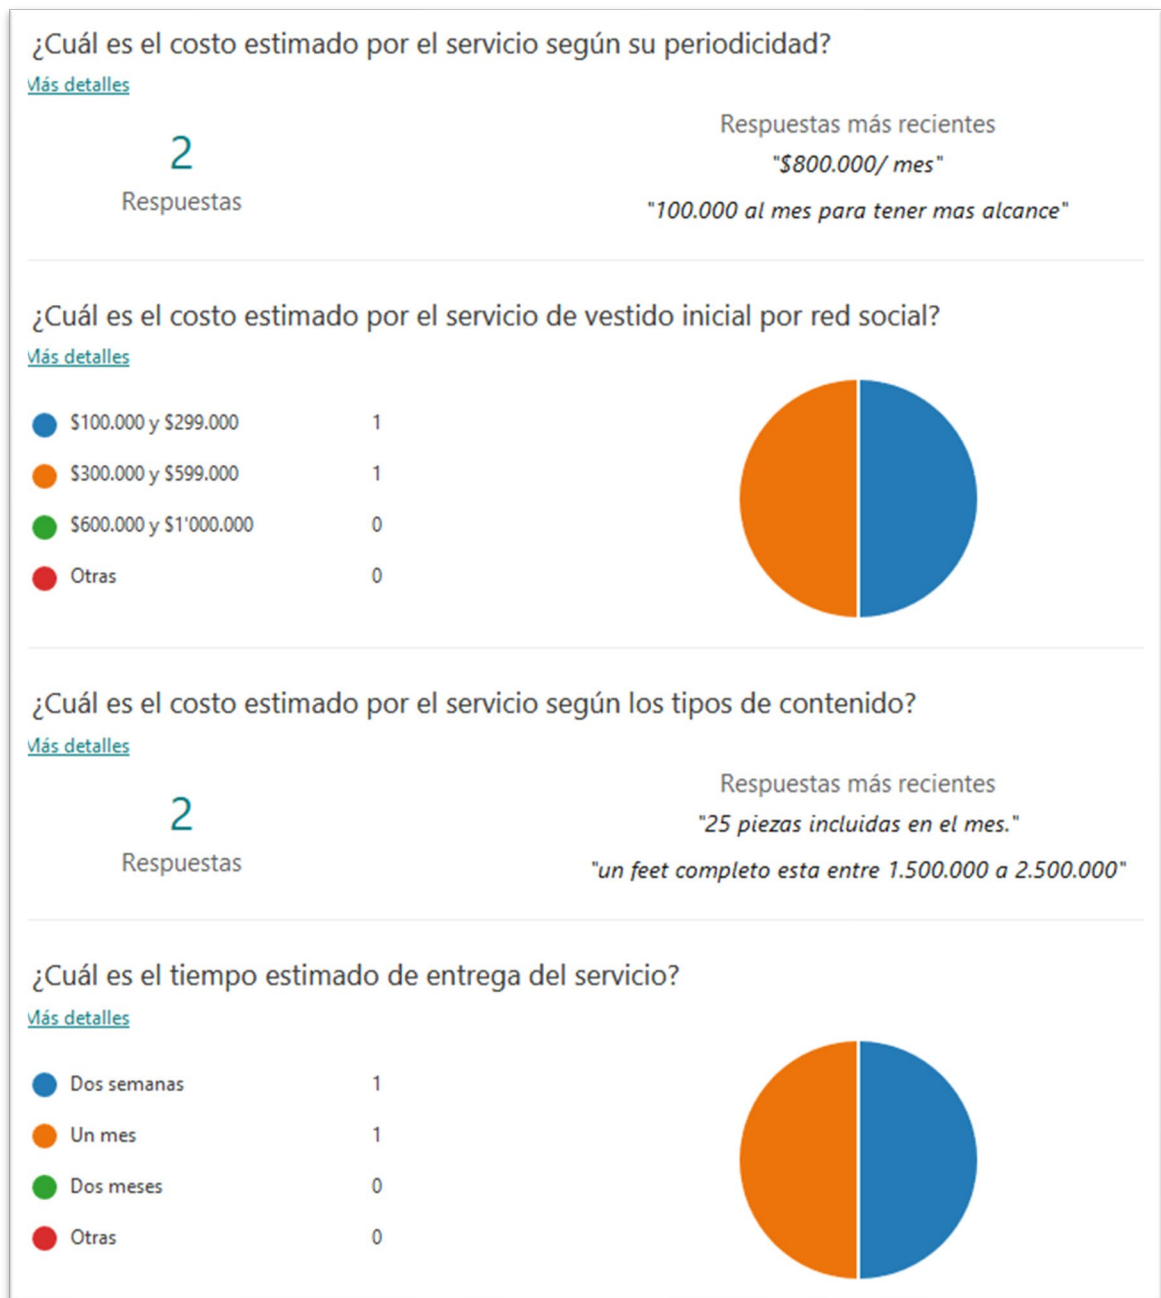 ¿Cuál es el costo estimado por el servicio según su periodicidad?
Más detalles
2
Respuestas
Respuestas más recientes
"$800.000/ mes"
"100.000 al mes para tener mas alcance"
¿Cuál es el costo estimado por el servicio de vestido inicial por red social?
Más detalles
$100.000 y $299.000 1
$300.000 y $599.000 1
$600.000 y $1'000.000 0
Otras 0
¿Cuál es el costo estimado por el servicio según los tipos de contenido?
Más detalles
2
Respuestas
Respuestas más recientes
"25 piezas incluidas en el mes."
"un feet completo esta entre 1.500.000 a 2.500.000"
¿Cuál es el tiempo estimado de entrega del servicio?
Más detalles
Dos semanas 1
Un mes 1
Dos meses 0
Otras 0